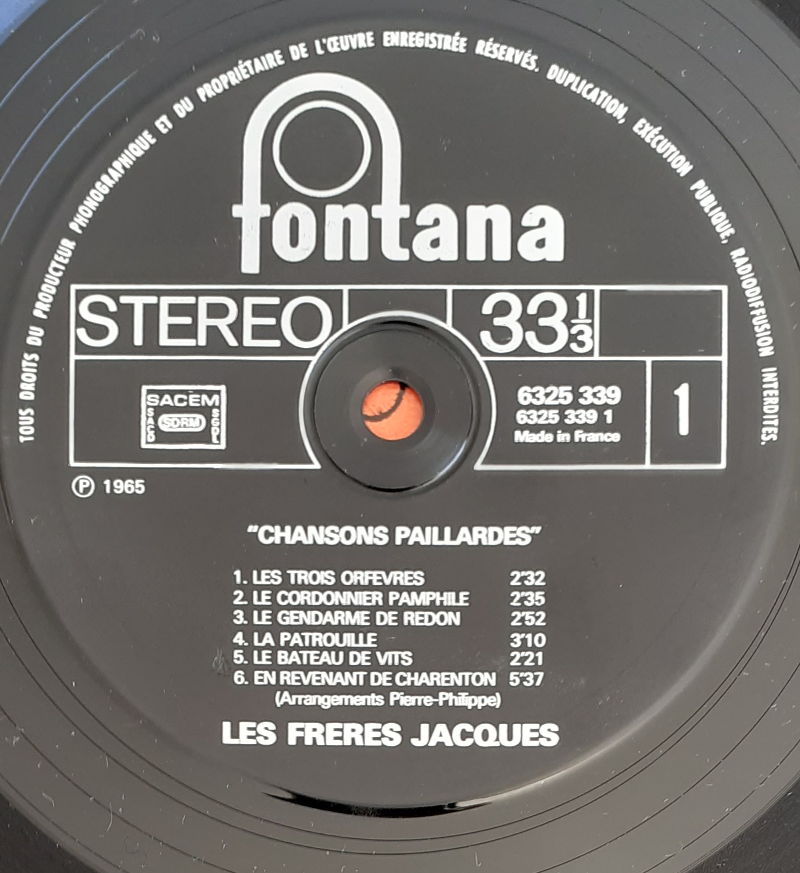 TOUS DROITS DU PRODUCTEUR PHONOGRAPHIQUE ET DU PROPRIÉTAIRE DE L'ŒUVRE ENREGISTRÉE RÉSERVÉS. DUPLICATION, EXÉCUTION PUBLIQUE, RADIODIFFUSION INTERDITES.
fontana
STEREO
33 1/3
SACEM
SACD SDRM SGDL
6325 339
6325 339 1
Made in France
1
Ⓟ 1965
"CHANSONS PAILLARDES"
1. LES TROIS ORFEVRES 2'32
2. LE CORDONNIER PAMPHILE 2'35
3. LE GENDARME DE REDON 2'52
4. LA PATROUILLE 3'10
5. LE BATEAU DE VITS 2'21
6. EN REVENANT DE CHARENTON 5'37
(Arrangements Pierre-Philippe)
LES FRERES JACQUES